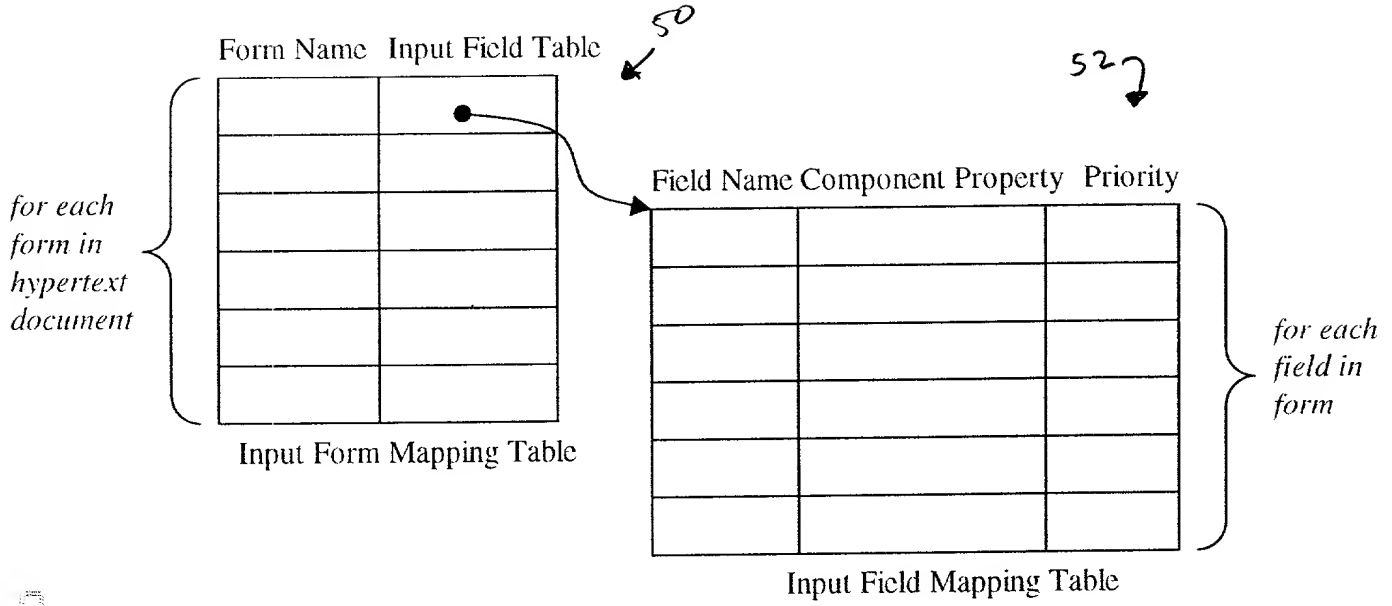 50
Form Name Input Field Table
52
for each
form in
hypertext
document
Field Name Component Property Priority
for each
field in
form
Input Form Mapping Table
Input Field Mapping Table